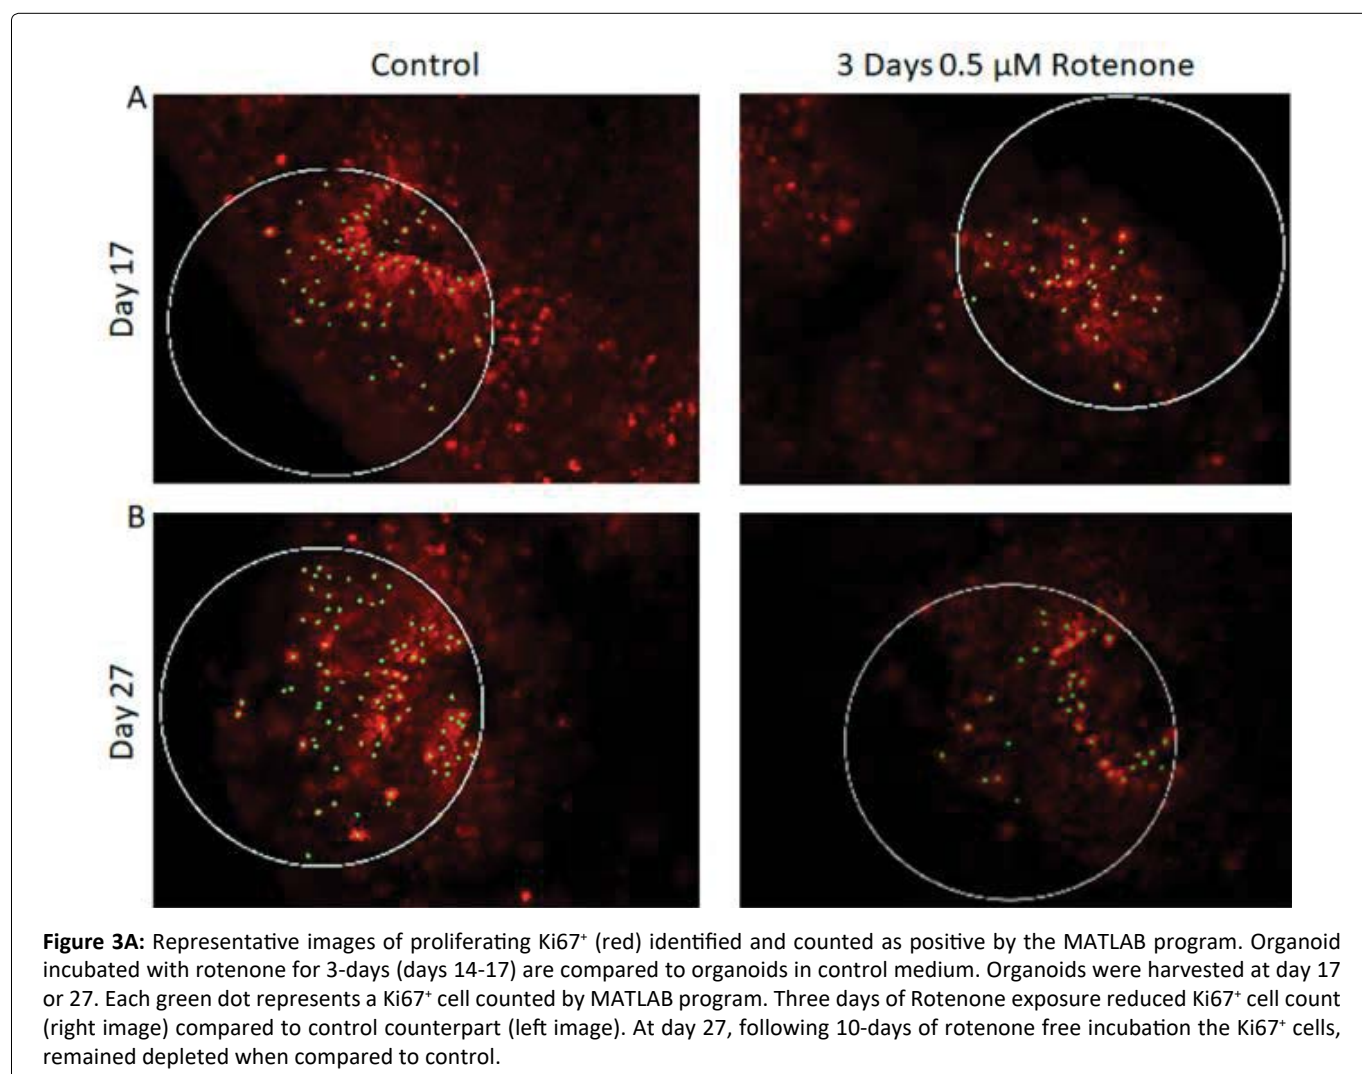 Control
3 Days 0.5 µM Rotenone
A
Day 17
B
Day 27
Figure 3A: Representative images of proliferating Ki67⁺ (red) identified and counted as positive by the MATLAB program. Organoid
incubated with rotenone for 3-days (days 14-17) are compared to organoids in control medium. Organoids were harvested at day 17
or 27. Each green dot represents a Ki67⁺ cell counted by MATLAB program. Three days of Rotenone exposure reduced Ki67⁺ cell count
(right image) compared to control counterpart (left image). At day 27, following 10-days of rotenone free incubation the Ki67⁺ cells,
remained depleted when compared to control.